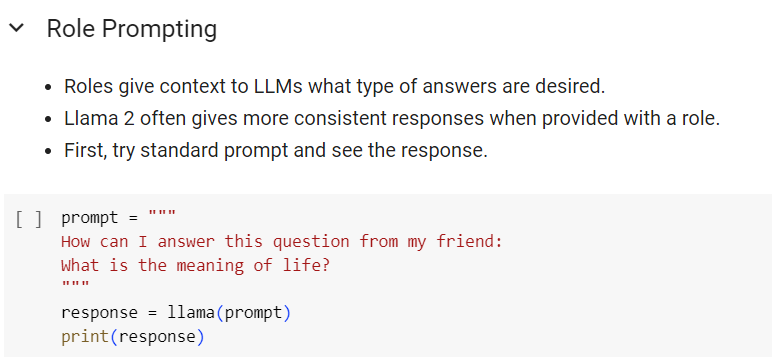 Role Prompting
• Roles give context to LLMs what type of answers are desired.
• Llama 2 often gives more consistent responses when provided with a role.
• First, try standard prompt and see the response.
[ ] prompt = """
How can I answer this question from my friend:
What is the meaning of life?
"""
response = llama(prompt)
print(response)